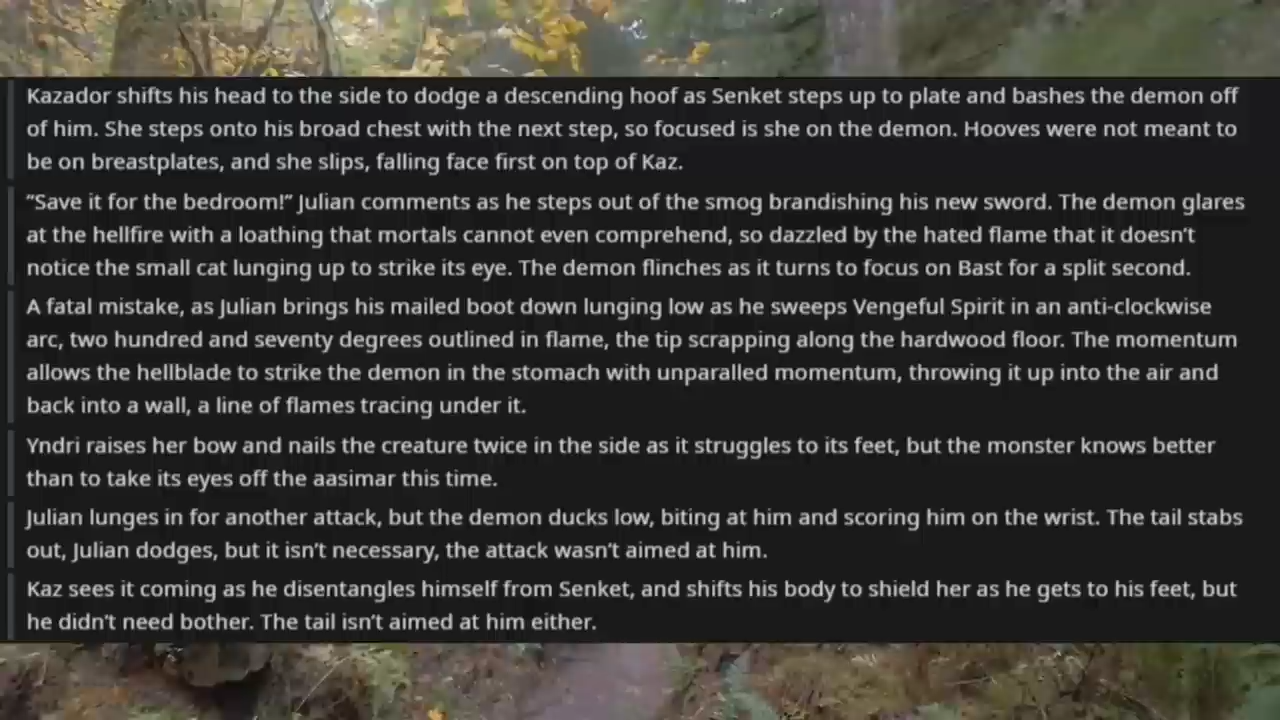 Kazador shifts his head to the side to dodge a descending hoof as Senket steps up to plate and bashes the demon off
of him. She steps onto his broad chest with the next step, so focused is she on the demon. Hooves were not meant to
be on breastplates, and she slips, falling face first on top of Kaz.
“Save it for the bedroom!” Julian comments as he steps out of the smog brandishing his new sword. The demon glares
at the hellfire with a loathing that mortals cannot even comprehend, so dazzled by the hated flame that it doesn’t
notice the small cat lunging up to strike its eye. The demon flinches as it turns to focus on Bast for a split second.
A fatal mistake, as Julian brings his mailed boot down lunging low as he sweeps Vengeful Spirit in an anti-clockwise
arc, two hundred and seventy degrees outlined in flame, the tip scrapping along the hardwood floor. The momentum
allows the hellblade to strike the demon in the stomach with unparalled momentum, throwing it up into the air and
back into a wall, a line of flames tracing under it.
Yndri raises her bow and nails the creature twice in the side as it struggles to its feet, but the monster knows better
than to take its eyes off the aasimar this time.
Julian lunges in for another attack, but the demon ducks low, biting at him and scoring him on the wrist. The tail stabs
out, Julian dodges, but it isn’t necessary, the attack wasn’t aimed at him.
Kaz sees it coming as he disentangles himself from Senket, and shifts his body to shield her as he gets to his feet, but
he didn’t need bother. The tail isn’t aimed at him either.